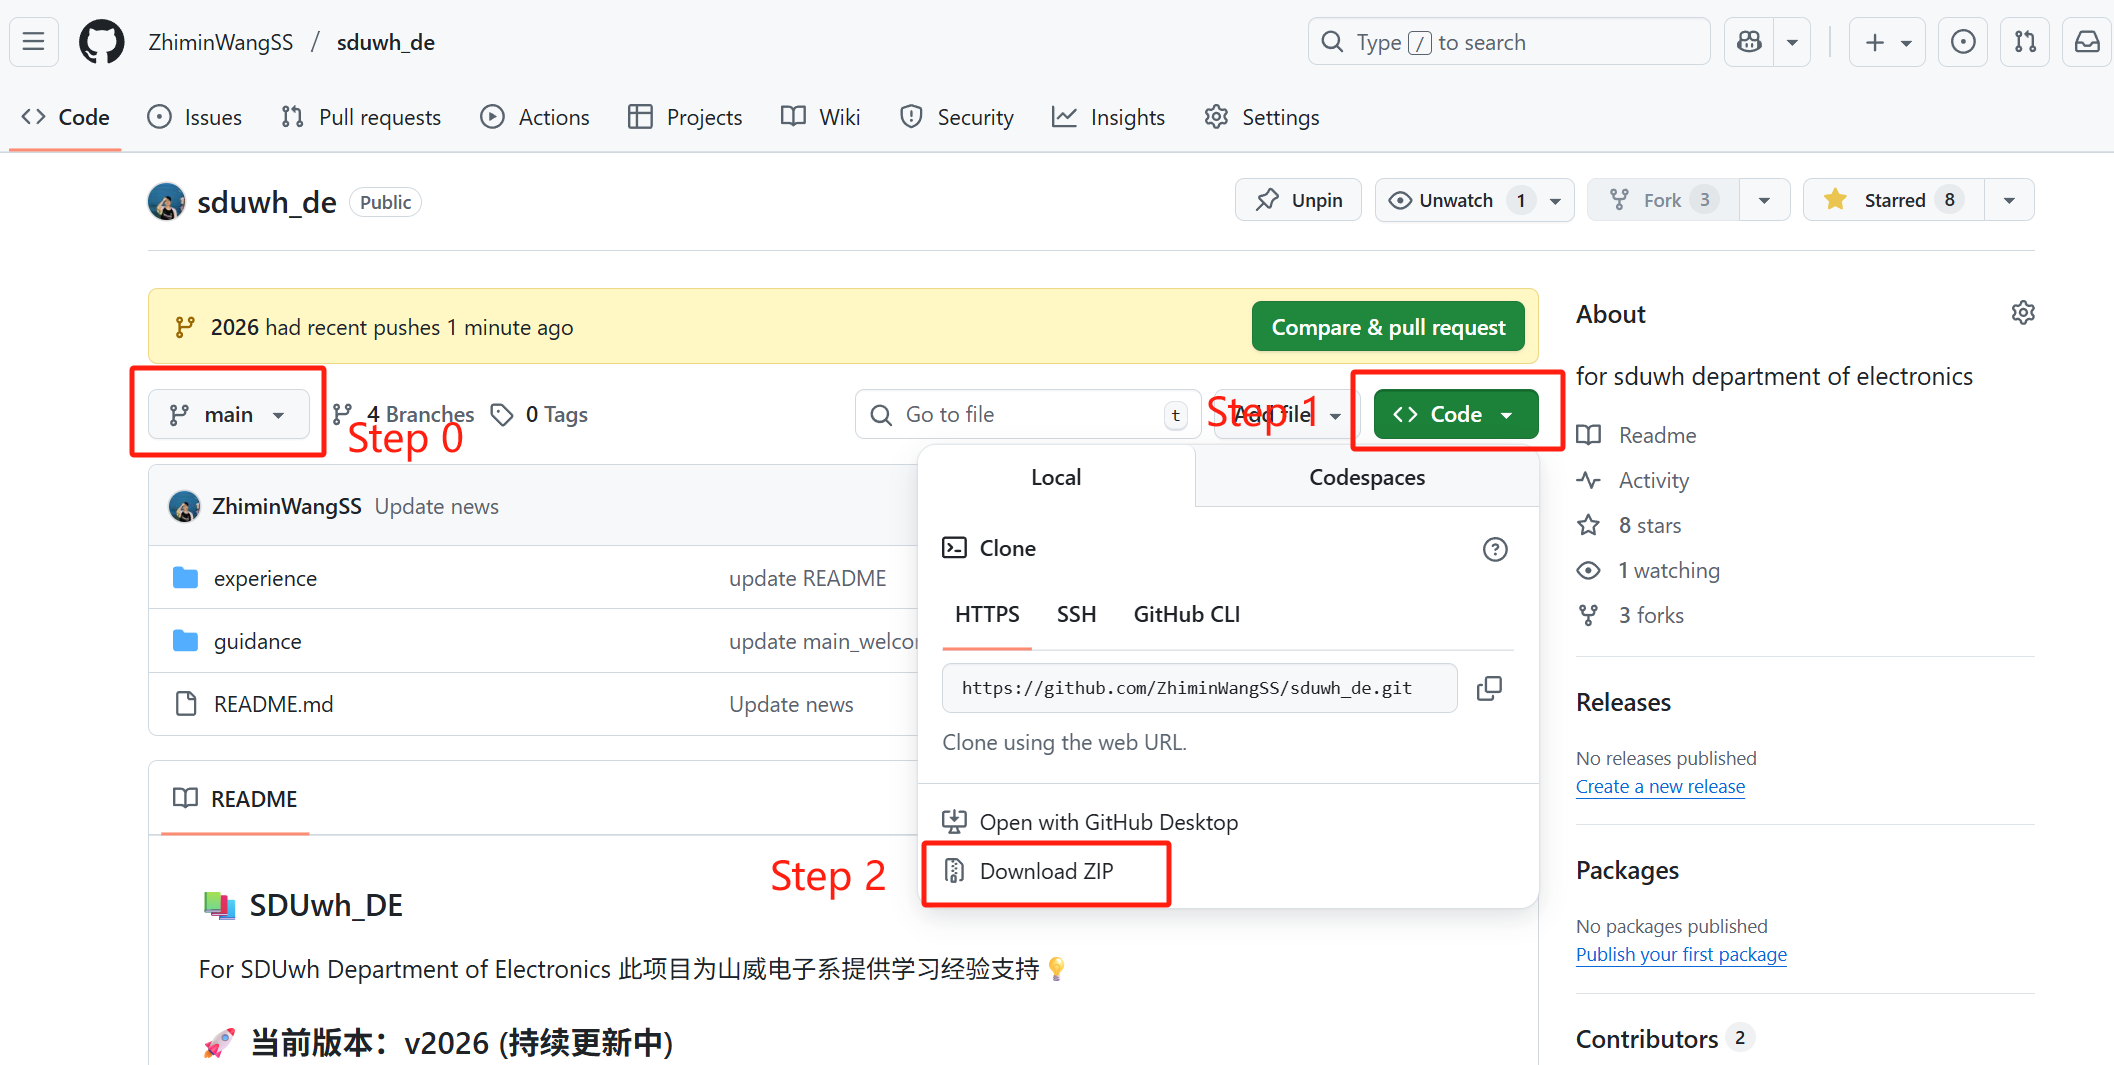 ZhiminWangSS / sduwh_de
Type / to search
Code Issues Pull requests Actions Projects Wiki Security Insights Settings
sduwh_de Public
Unpin Unwatch 1 Fork 3 Starred 8
2026 had recent pushes 1 minute ago
Compare & pull request
main
4 Branches 0 Tags
Step 0
Go to file t
Add file
Step 1
Code
ZhiminWangSS Update news
experience update README
guidance update main_welcor
README.md Update news
Local Codespaces
Clone
HTTPS SSH GitHub CLI
https://github.com/ZhiminWangSS/sduwh_de.git
Clone using the web URL.
Open with GitHub Desktop
Step 2
Download ZIP
README
SDUwh_DE
For SDUwh Department of Electronics 此项目为山威电子系提供学习经验支持
当前版本：v2026 (持续更新中)
About
for sduwh department of electronics
Readme
Activity
8 stars
1 watching
3 forks
Releases
No releases published
Create a new release
Packages
No packages published
Publish your first package
Contributors 2